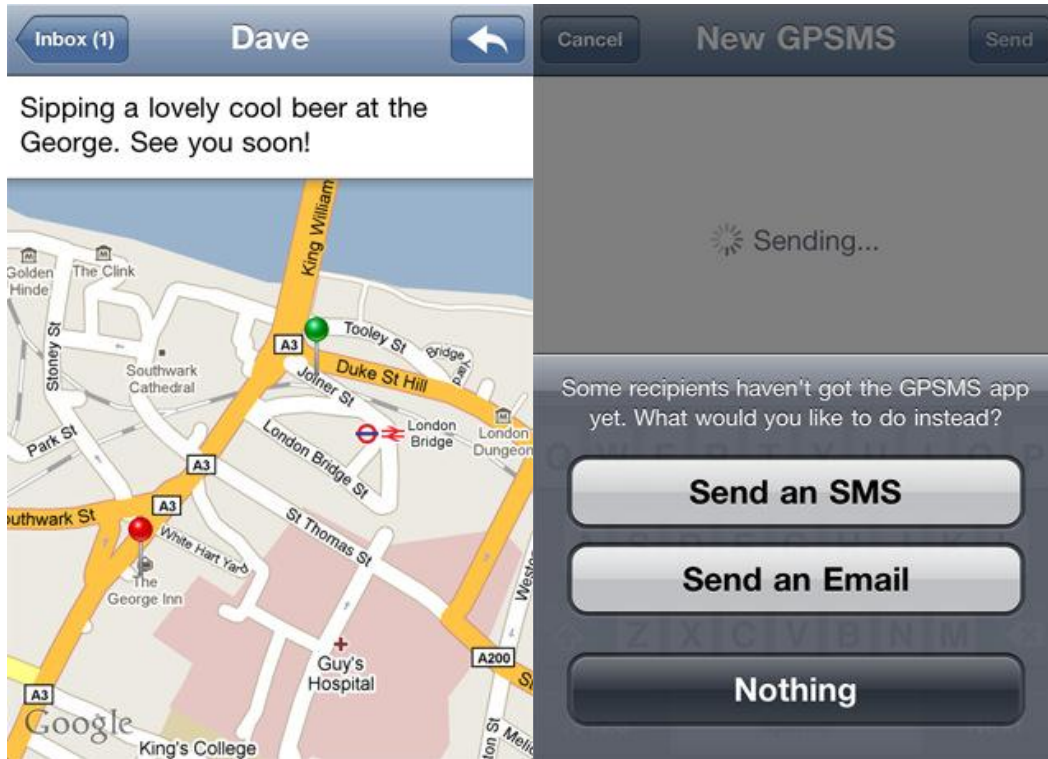 Inbox (1)
Dave
Sipping a lovely cool beer at the
George. See you soon!
King William
Golden
Hinde
The Clink
Stoney St
Southwark
Cathedral
A3
Tooley St
Bridge
Yard
Duke St Hill
Joiner St
London
Bridge
London
Dungeon
London Bridge St
Park St
A3
A3
outhwark St
White Hart Yard
St Thomas St
The
George Inn
Guy's
Hospital
A200
St
A3
Google
King's College
Cancel
New GPSMS
Send
Sending...
Some recipients haven't got the GPSMS app
yet. What would you like to do instead?
Send an SMS
Send an Email
Z X C V B N M
Nothing